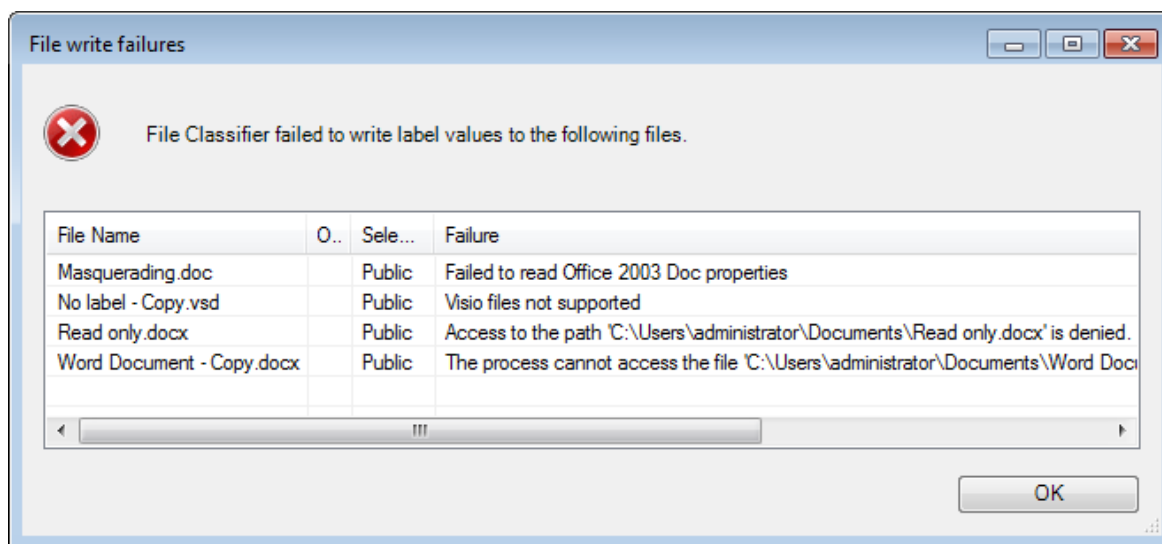 File write failures
File Classifier failed to write label values to the following files.
File Name O.. Sele... Failure
Masquerading.doc Public Failed to read Office 2003 Doc properties
No label - Copy.vsd Public Visio files not supported
Read only.docx Public Access to the path 'C:\Users\administrator\Documents\Read only.docx' is denied.
Word Document - Copy.docx Public The process cannot access the file 'C:\Users\administrator\Documents\Word
OK